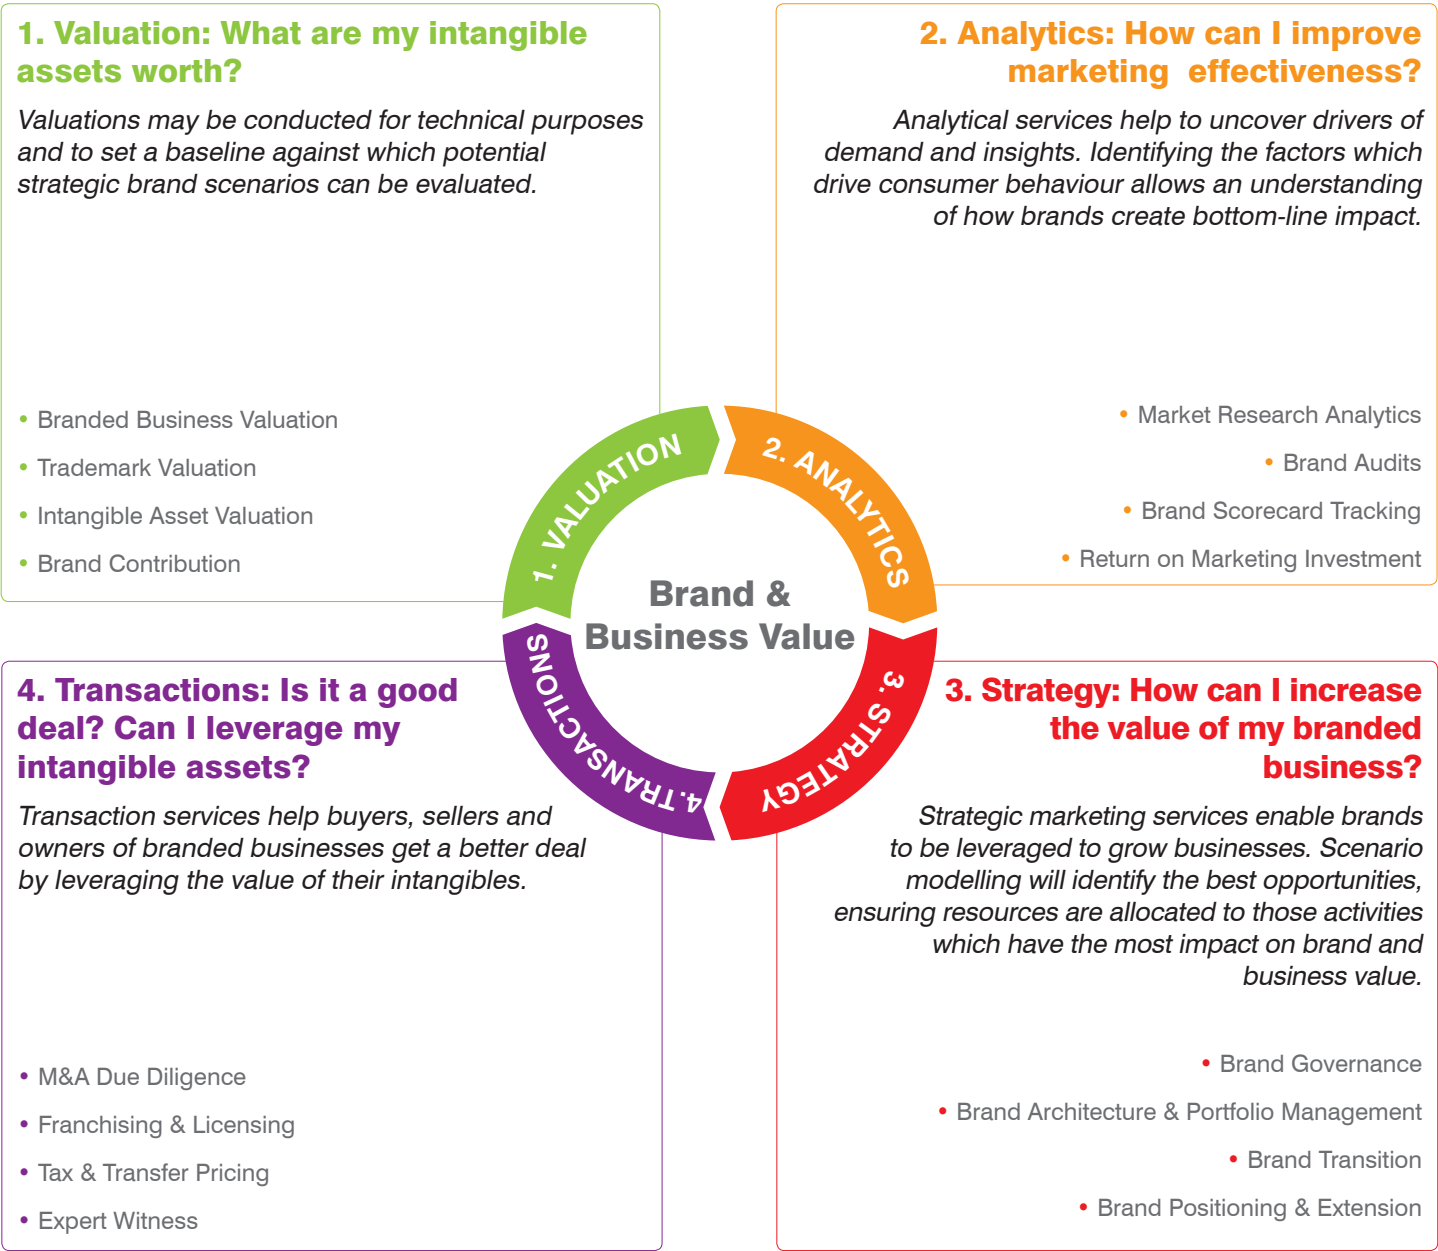 1. Valuation: What are my intangible
assets worth?
Valuations may be conducted for technical purposes
and to set a baseline against which potential
strategic brand scenarios can be evaluated.
• Branded Business Valuation
• Trademark Valuation
• Intangible Asset Valuation
• Brand Contribution
2. Analytics: How can I improve
marketing effectiveness?
Analytical services help to uncover drivers of
demand and insights. Identifying the factors which
drive consumer behaviour allows an understanding
of how brands create bottom-line impact.
• Market Research Analytics
• Brand Audits
• Brand Scorecard Tracking
• Return on Marketing Investment
1. VALUATION
2. ANALYTICS
3. STRATEGY
4. TRANSACTIONS
Brand &
Business Value
4. Transactions: Is it a good
deal? Can I leverage my
intangible assets?
Transaction services help buyers, sellers and
owners of branded businesses get a better deal
by leveraging the value of their intangibles.
• M&A Due Diligence
• Franchising & Licensing
• Tax & Transfer Pricing
• Expert Witness
3. Strategy: How can I increase
the value of my branded
business?
Strategic marketing services enable brands
to be leveraged to grow businesses. Scenario
modelling will identify the best opportunities,
ensuring resources are allocated to those activities
which have the most impact on brand and
business value.
• Brand Governance
• Brand Architecture & Portfolio Management
• Brand Transition
• Brand Positioning & Extension